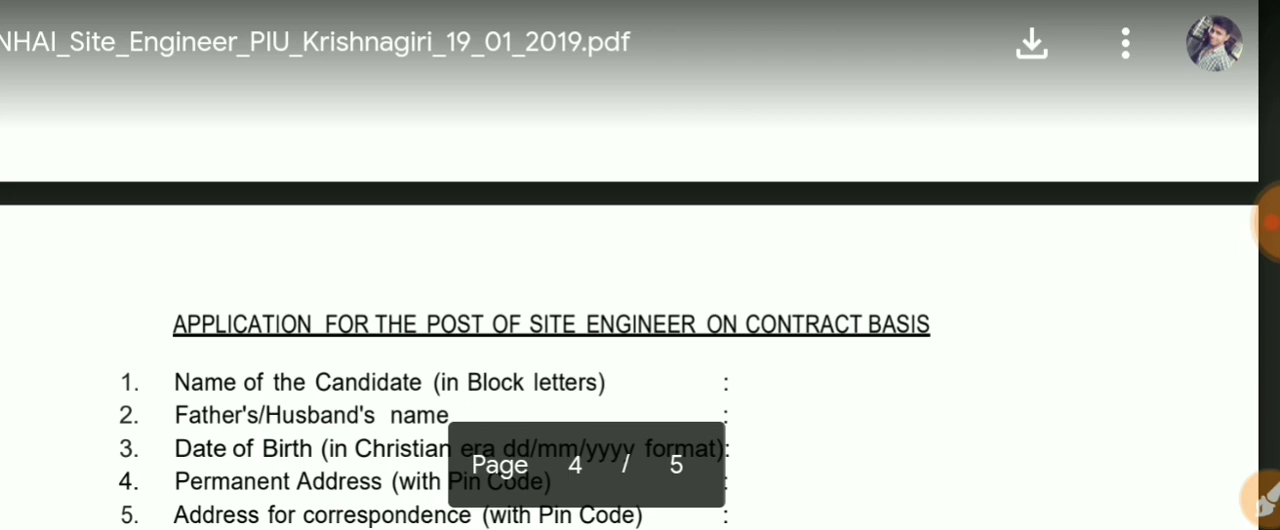 NHAI_Site_Engineer_PIU_Krishnagiri_19_01_2019.pdf
APPLICATION FOR THE POST OF SITE ENGINEER ON CONTRACT BASIS
1. Name of the Candidate (in Block letters) :
2. Father's/Husband's name :
3. Date of Birth (in Christian era dd/mm/yyyy format):
4. Permanent Address (with Pin Code) :
Page 4 / 5
5. Address for correspondence (with Pin Code) :